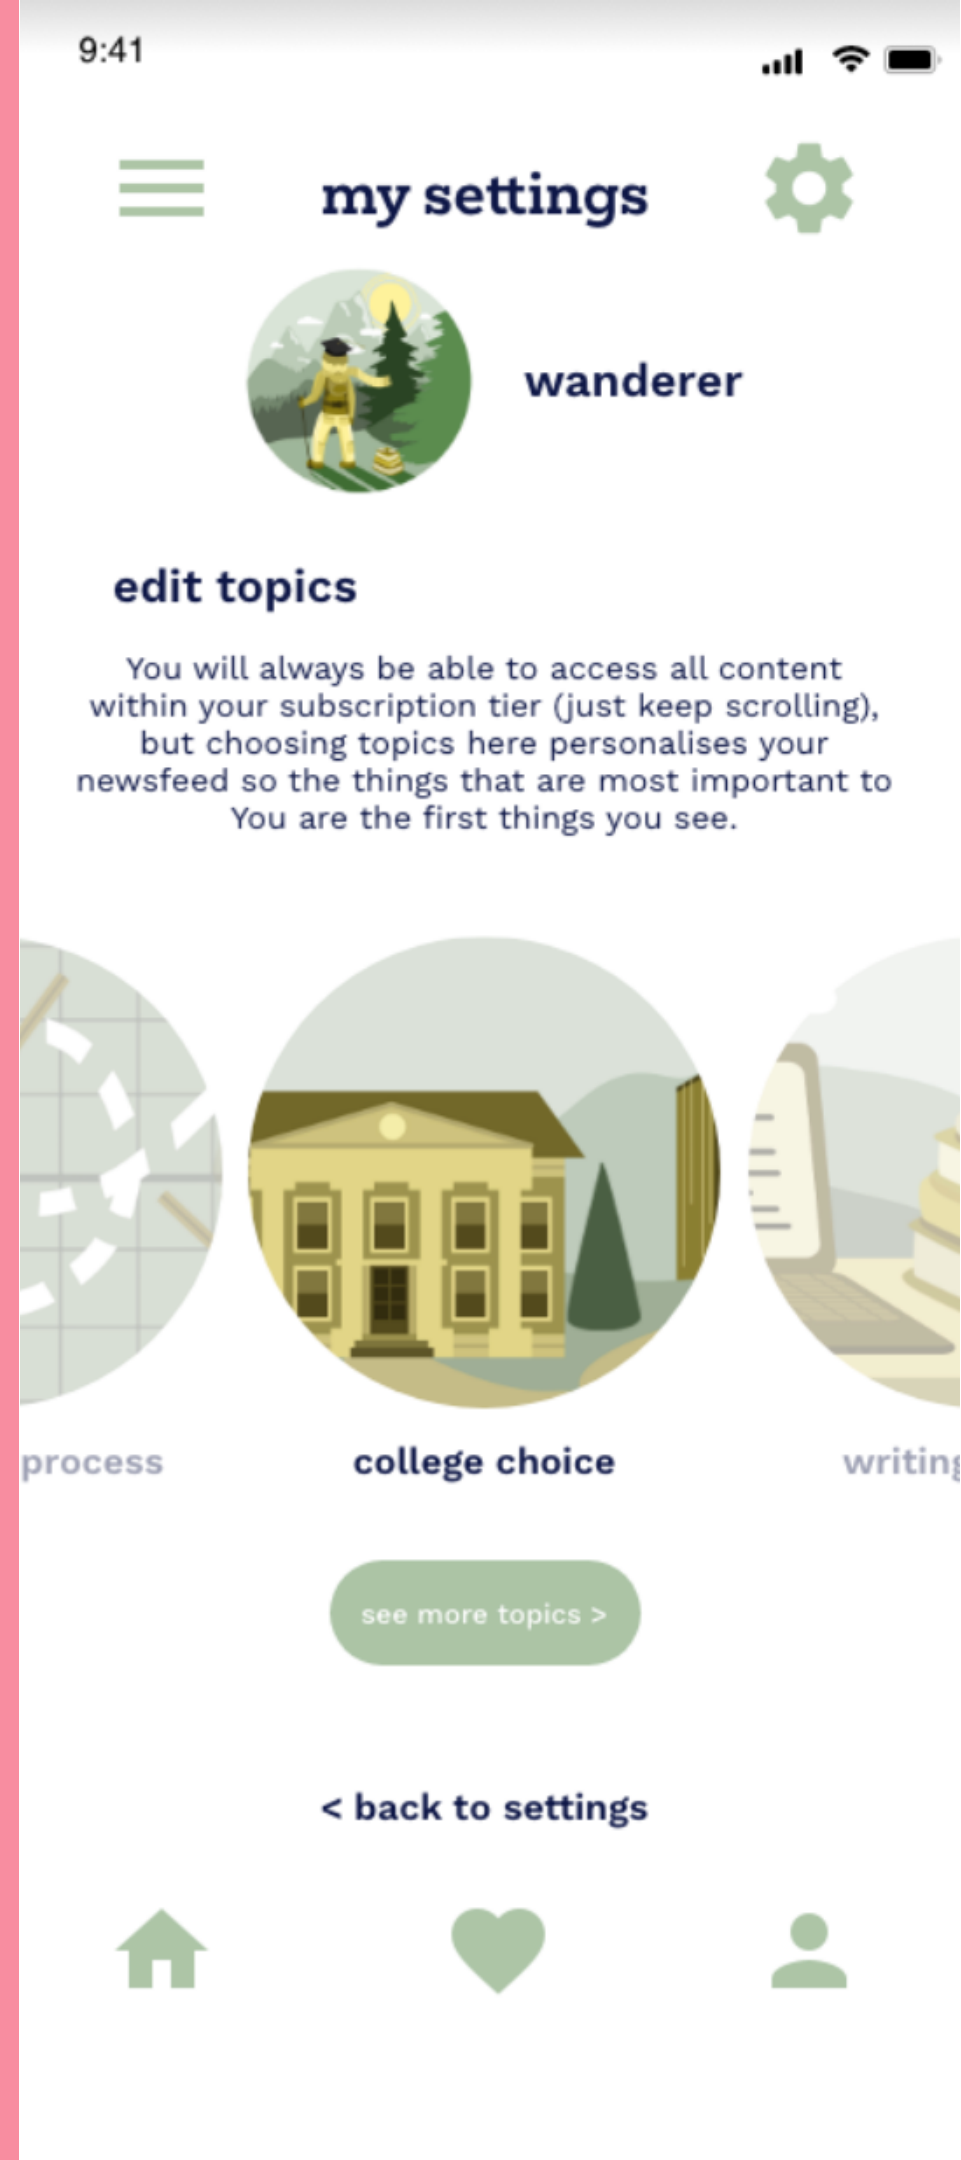 9:41
my settings
wanderer
edit topics
You will always be able to access all content
within your subscription tier (just keep scrolling),
but choosing topics here personalises your
newsfeed so the things that are most important to
You are the first things you see.
process
college choice
writing
see more topics >
< back to settings